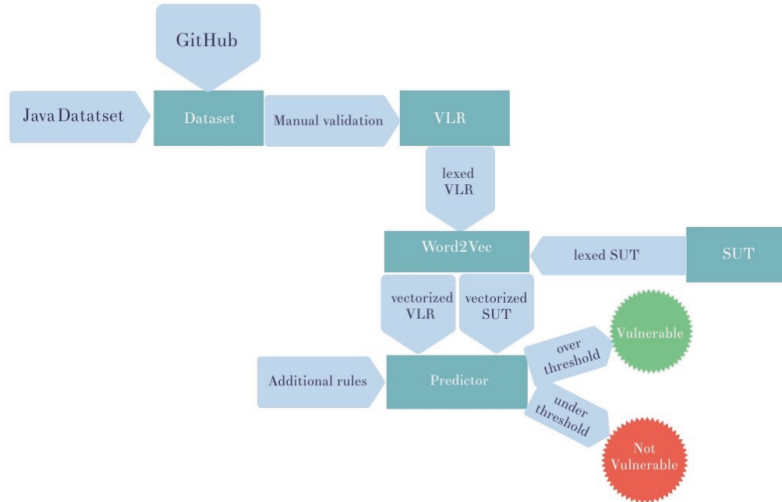 GitHub
Java Datatset
Dataset
Manual validation
VLR
lexed
VLR
Word2Vec
lexed SUT
SUT
vectorized
VLR
vectorized
SUT
Vulnerable
over
threshold
Additional rules
Predictor
under
threshold
Not
Vulnerable